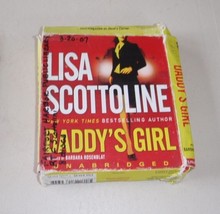 LISA
SCOTTOLINE
NEW YORK TIMES BESTSELLING AUTHOR
DADDY'S GIRL
BARBARA ROSENBLAT
UNABRIDGED
DADDY'S GIRL